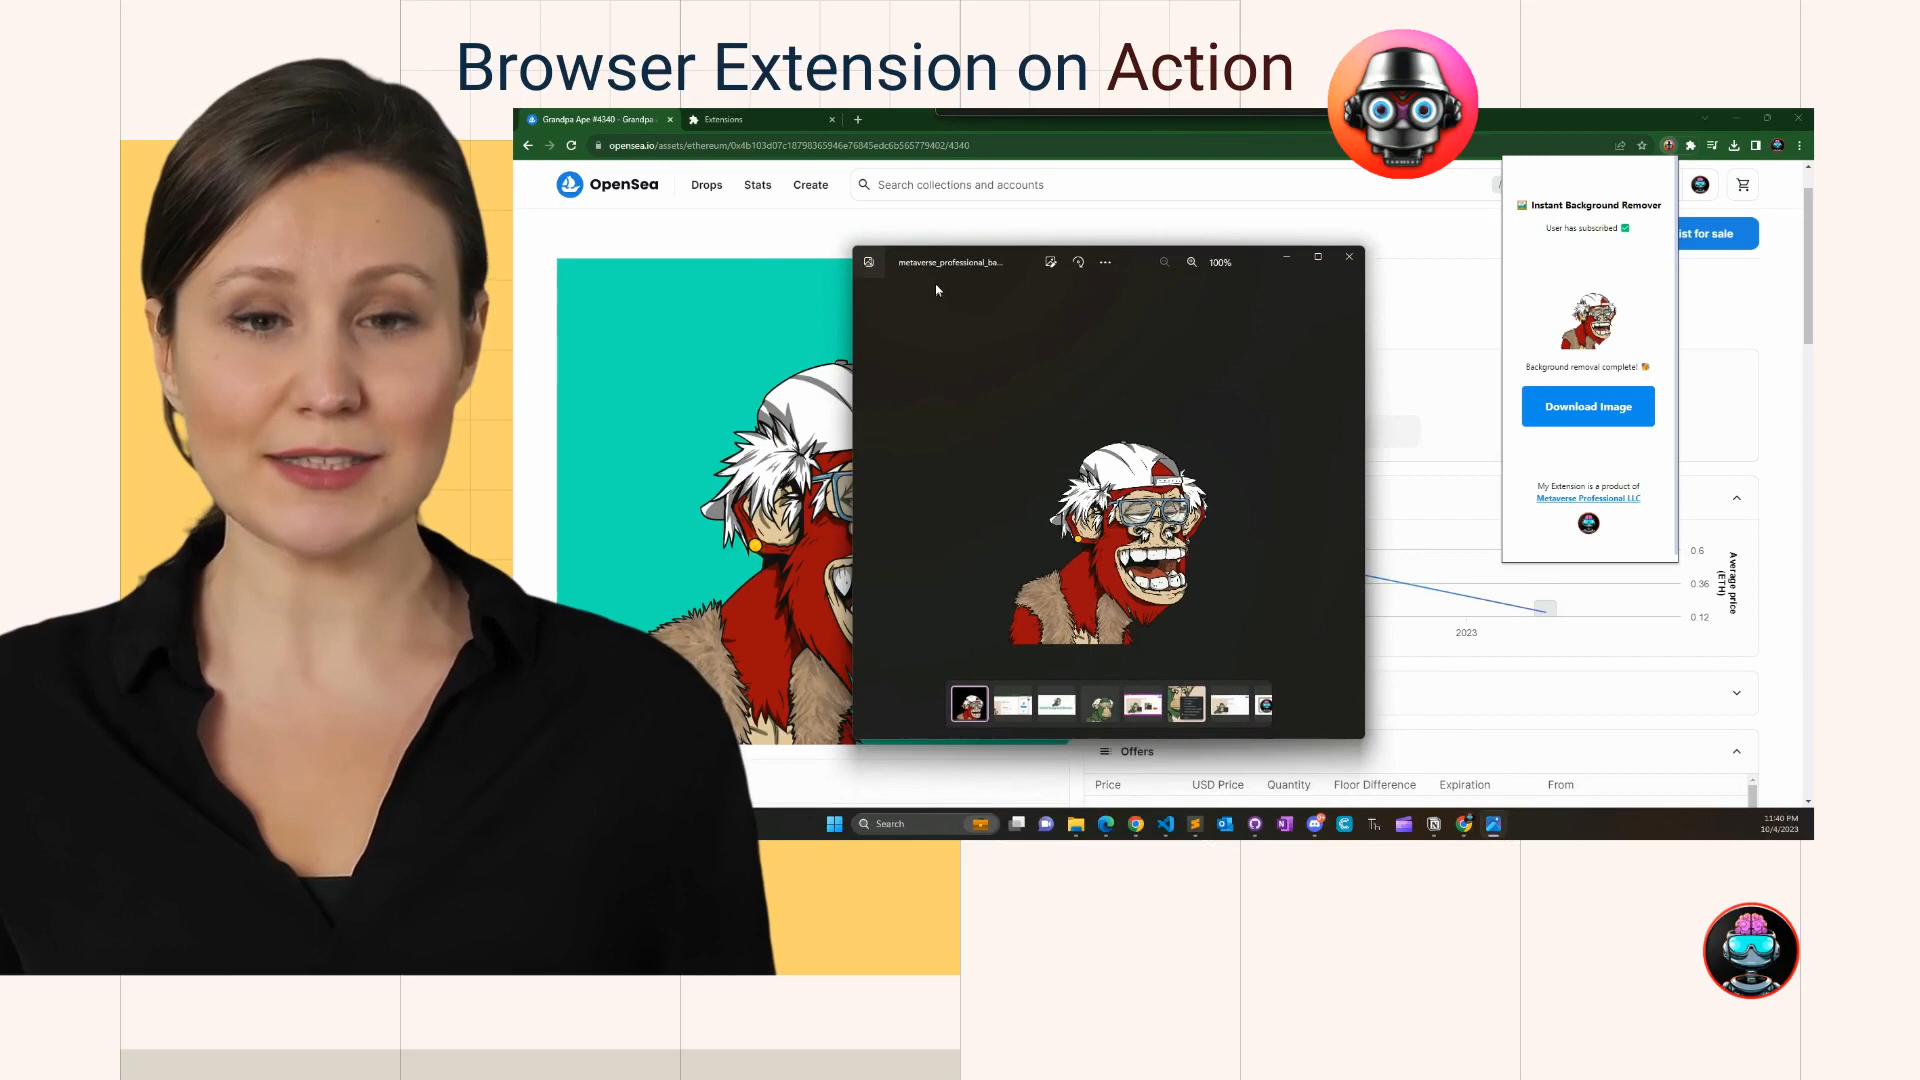 Browser Extension on Action
Grandpa Ape #4340 - Grandpa
Extensions
opensea.io/assets/ethereum/0x4b103d07c18798365946e76845edc6b565779402/4340
OpenSea
Drops
Stats
Create
Search collections and accounts
/
Instant Background Remover
User has subscribed
ist for sale
metaverse_professional_ba...
100%
Background removal complete!
Download Image
My Extension is a product of
Metaverse Professional LLC
0.6
0.36
0.12
Average price
(ETH)
2023
Offers
Price
USD Price
Quantity
Floor Difference
Expiration
From
Search
11:40 PM
10/4/2023